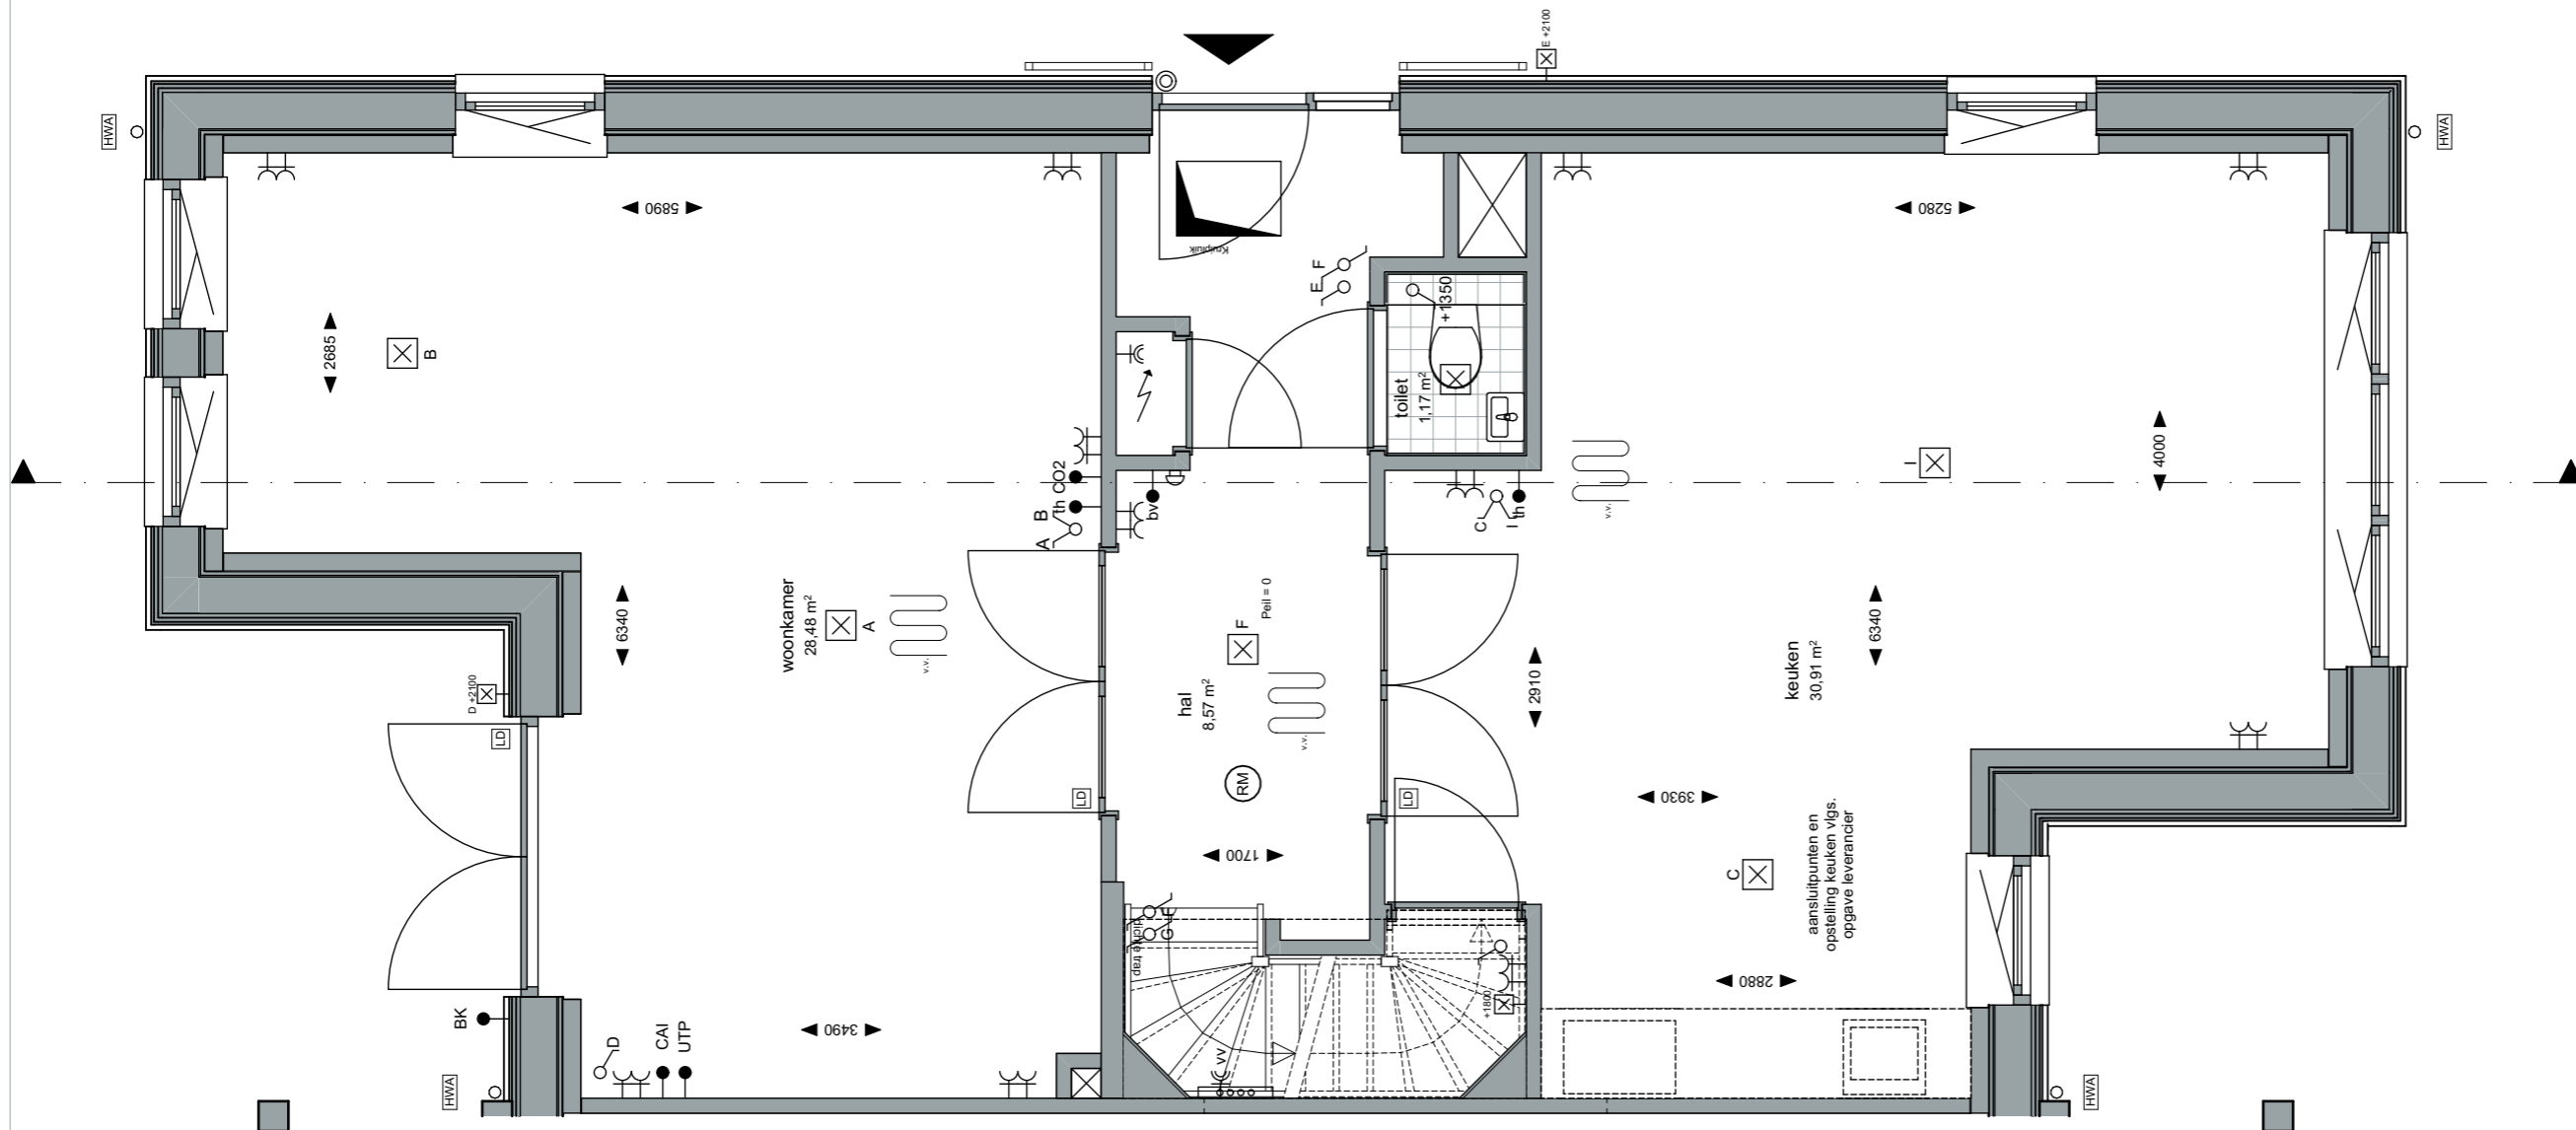 E +2100
HWA
HWA
5890
5280
Kruipluik
E
F
+1350
2685
B
toilet
1,17 m²
4000
I
CO2
th
B
A
bv
C
I
th
v.v.
woonkamer
28,48 m²
A
v.v.
6340
F
Peil = 0
hal
8,57 m²
v.v.
6340
keuken
30,91 m²
2910
D +2100
LD
LD
LD
RM
3930
1700
C
aansluitpunten en
opstelling keuken vlgs.
opgave leverancier
G
dichte trap
2880
+1800
BK
3490
D
CAI
UTP
vv
HWA
HWA